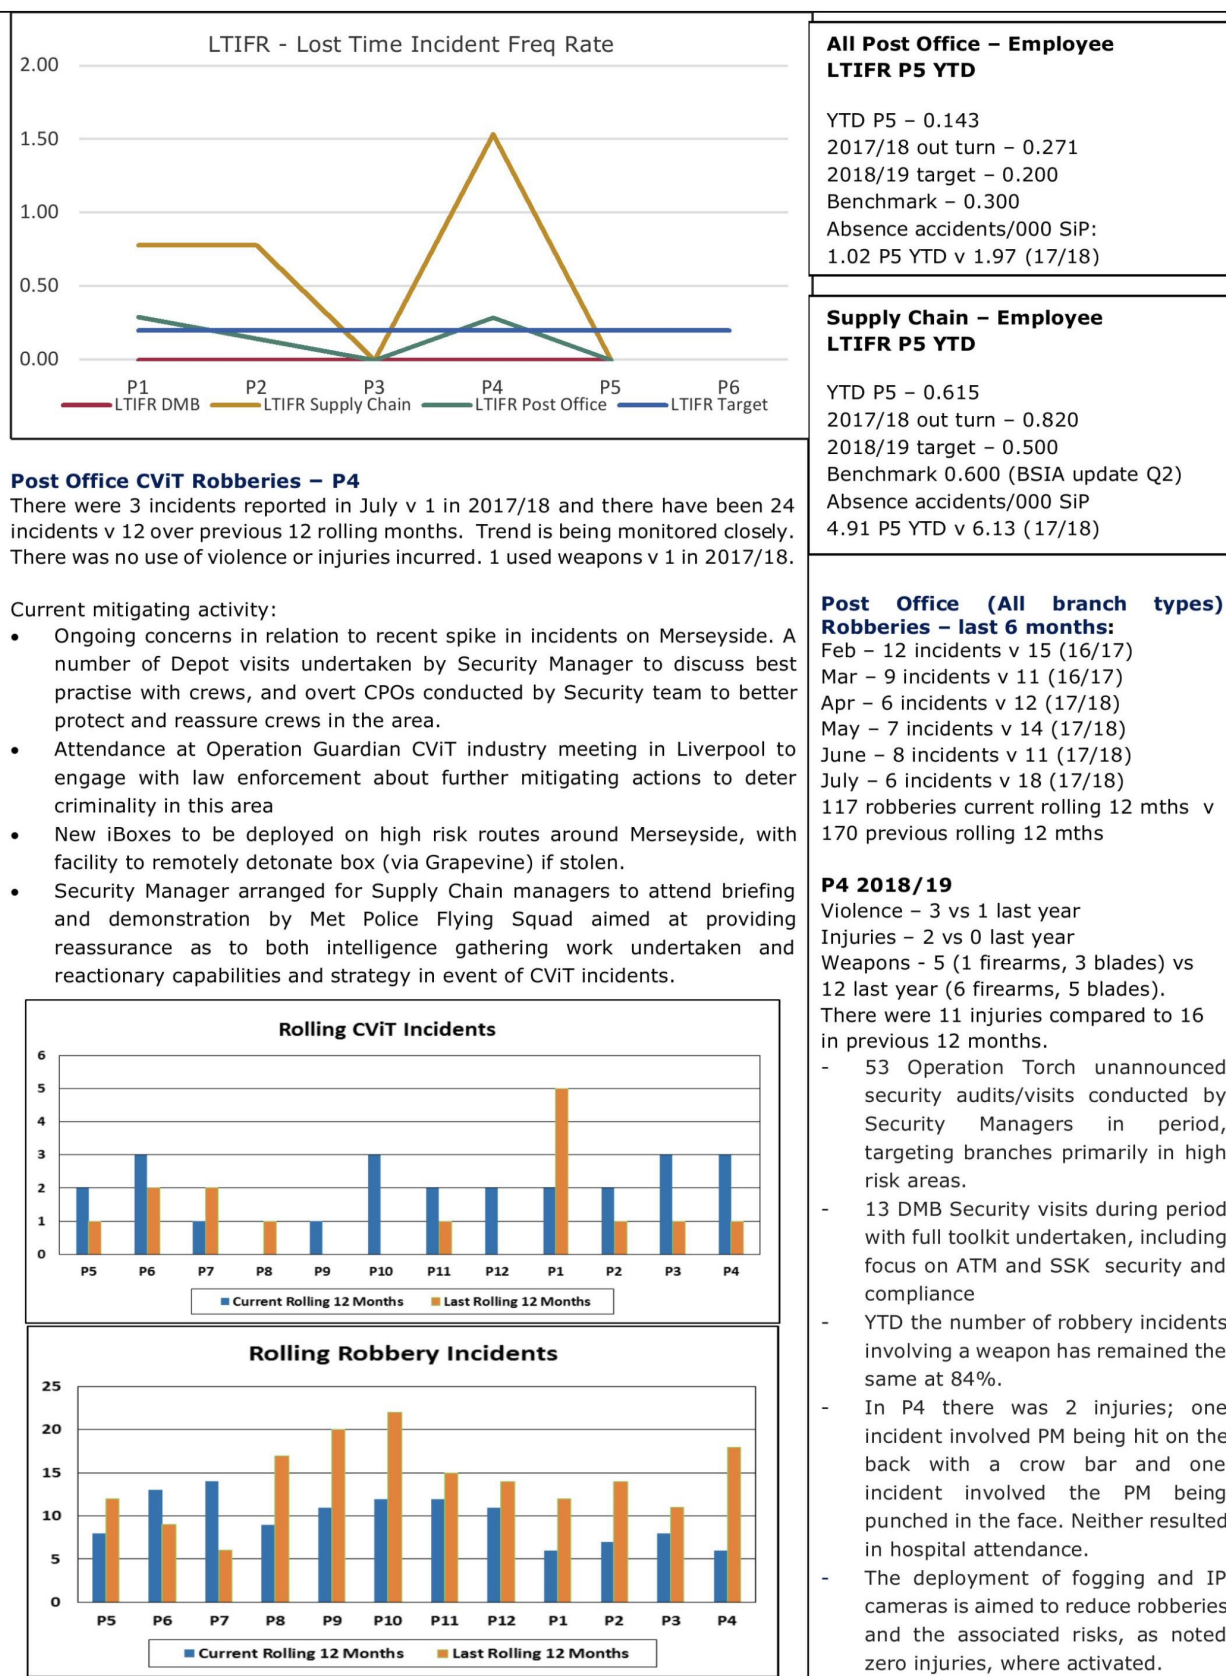 LTIFR - Lost Time Incident Freq Rate
2.00
1.50
1.00
0.50
0.00
P1 P2 P3 P4 P5 P6
LTIFR DMB LTIFR Supply Chain LTIFR Post Office LTIFR Target
All Post Office – Employee
LTIFR P5 YTD
YTD P5 – 0.143
2017/18 out turn – 0.271
2018/19 target – 0.200
Benchmark – 0.300
Absence accidents/000 SiP:
1.02 P5 YTD v 1.97 (17/18)
Supply Chain – Employee
LTIFR P5 YTD
YTD P5 – 0.615
2017/18 out turn – 0.820
2018/19 target – 0.500
Benchmark 0.600 (BSIA update Q2)
Absence accidents/000 SiP
4.91 P5 YTD v 6.13 (17/18)
Post Office CViT Robberies – P4
There were 3 incidents reported in July v 1 in 2017/18 and there have been 24
incidents v 12 over previous 12 rolling months. Trend is being monitored closely.
There was no use of violence or injuries incurred. 1 used weapons v 1 in 2017/18.
Current mitigating activity:
• Ongoing concerns in relation to recent spike in incidents on Merseyside. A
number of Depot visits undertaken by Security Manager to discuss best
practise with crews, and overt CPOs conducted by Security team to better
protect and reassure crews in the area.
• Attendance at Operation Guardian CViT industry meeting in Liverpool to
engage with law enforcement about further mitigating actions to deter
criminality in this area
• New iBoxes to be deployed on high risk routes around Merseyside, with
facility to remotely detonate box (via Grapevine) if stolen.
• Security Manager arranged for Supply Chain managers to attend briefing
and demonstration by Met Police Flying Squad aimed at providing
reassurance as to both intelligence gathering work undertaken and
reactionary capabilities and strategy in event of CViT incidents.
Rolling CViT Incidents
6
5
4
3
2
1
0
P5 P6 P7 P8 P9 P10 P11 P12 P1 P2 P3 P4
Current Rolling 12 Months Last Rolling 12 Months
Rolling Robbery Incidents
25
20
15
10
5
0
P5 P6 P7 P8 P9 P10 P11 P12 P1 P2 P3 P4
Current Rolling 12 Months Last Rolling 12 Months
Post Office (All branch types)
Robberies – last 6 months:
Feb – 12 incidents v 15 (16/17)
Mar – 9 incidents v 11 (16/17)
Apr – 6 incidents v 12 (17/18)
May – 7 incidents v 14 (17/18)
June – 8 incidents v 11 (17/18)
July – 6 incidents v 18 (17/18)
117 robberies current rolling 12 mths v
170 previous rolling 12 mths
P4 2018/19
Violence – 3 vs 1 last year
Injuries – 2 vs 0 last year
Weapons - 5 (1 firearms, 3 blades) vs
12 last year (6 firearms, 5 blades).
There were 11 injuries compared to 16
in previous 12 months.
- 53 Operation Torch unannounced
security audits/visits conducted by
Security Managers in period,
targeting branches primarily in high
risk areas.
- 13 DMB Security visits during period
with full toolkit undertaken, including
focus on ATM and SSK security and
compliance
- YTD the number of robbery incidents
involving a weapon has remained the
same at 84%.
- In P4 there was 2 injuries; one
incident involved PM being hit on the
back with a crow bar and one
incident involved the PM being
punched in the face. Neither resulted
in hospital attendance.
- The deployment of fogging and IP
cameras is aimed to reduce robberies
and the associated risks, as noted
zero injuries, where activated.